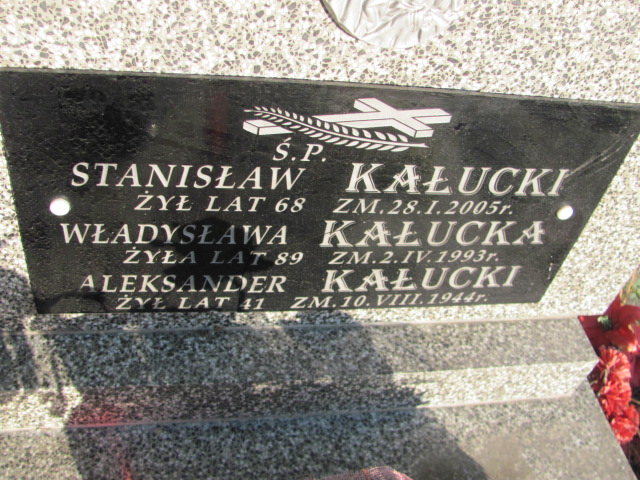 Ś.P.
STANISŁAW KAŁUCKI
ŻYŁ LAT 68 ZM. 28.I.2005r.
WŁADYSŁAWA KAŁUCKA
ŻYŁA LAT 89 ZM. 2.IV.1993r.
ALEKSANDER KAŁUCKI
ŻYŁ LAT 41 ZM. 10.VIII.1944r.